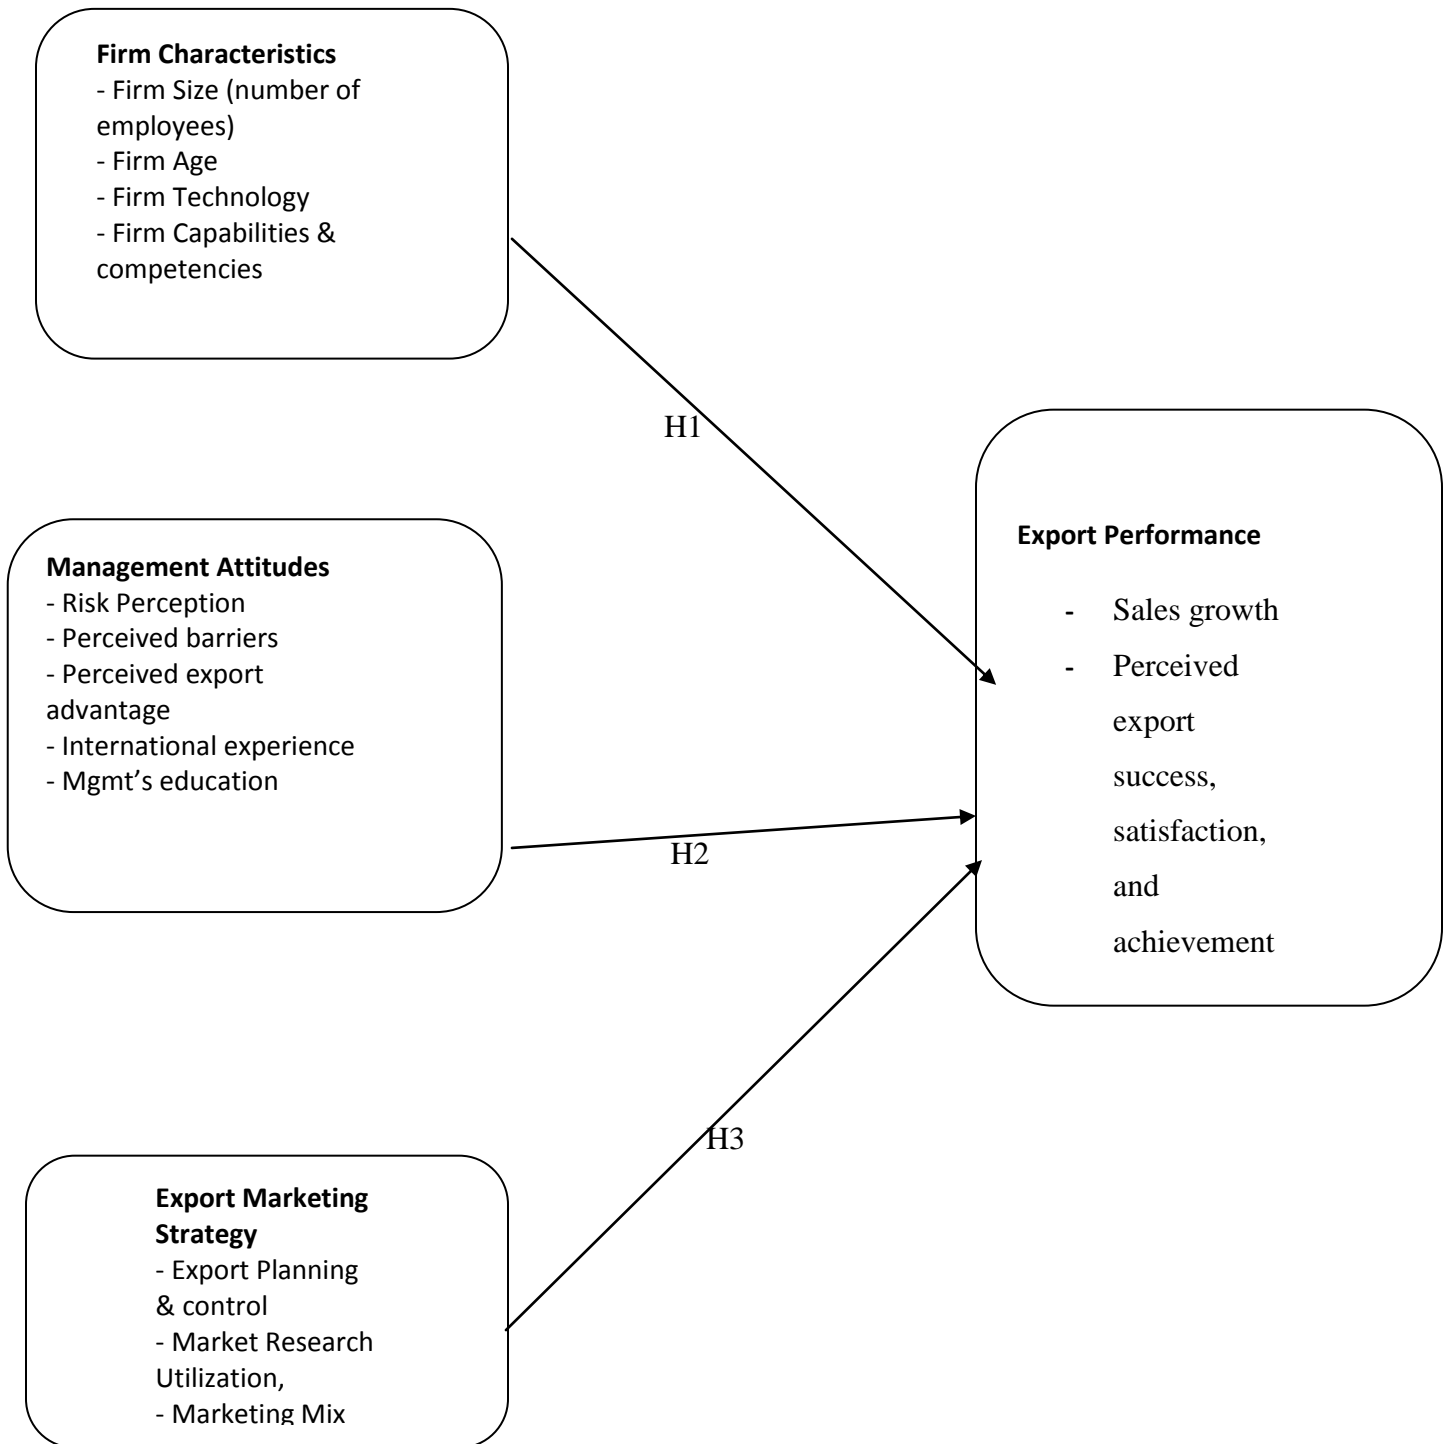 Firm Characteristics
- Firm Size (number of
employees)
- Firm Age
- Firm Technology
- Firm Capabilities &
competencies
H1
Management Attitudes
- Risk Perception
- Perceived barriers
- Perceived export
advantage
- International experience
- Mgmt’s education
H2
Export Performance
- Sales growth
- Perceived
export
success,
satisfaction,
and
achievement
H3
Export Marketing
Strategy
- Export Planning
& control
- Market Research
Utilization,
- Marketing Mix